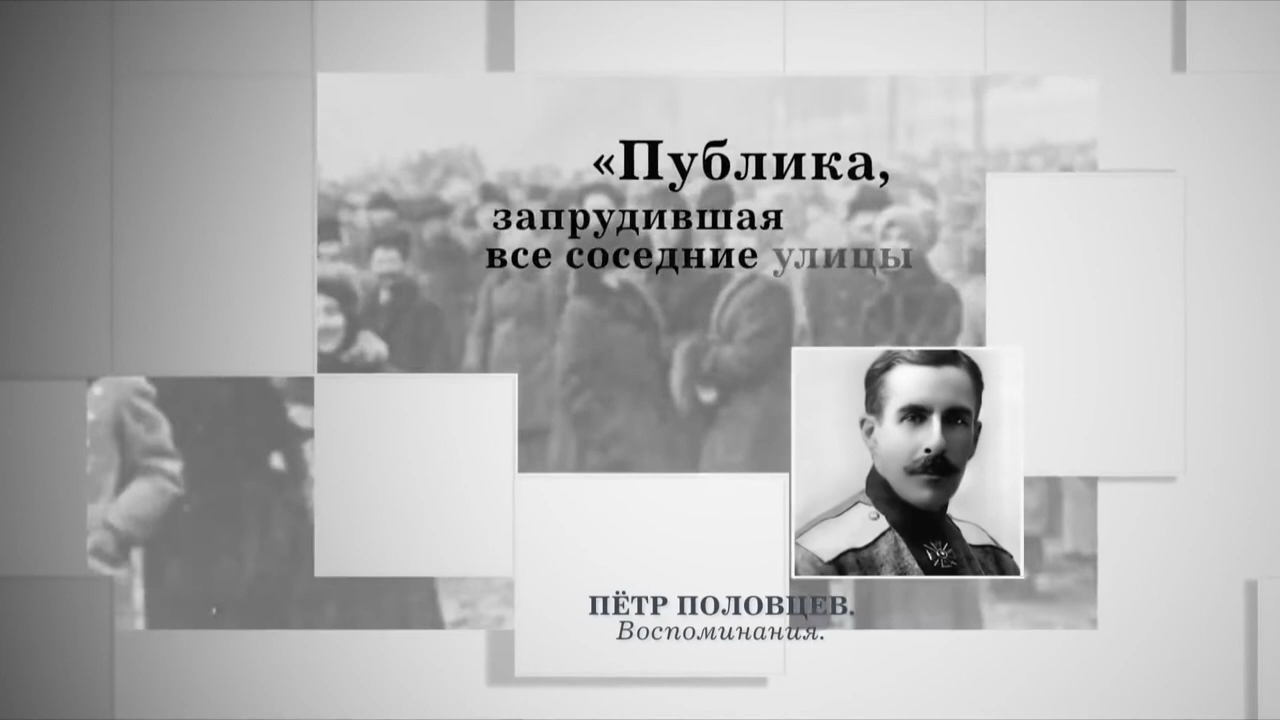 «Публика,
запрудившая
все соседние улицы
ПЁТР ПОЛОВЦЕВ.
Воспоминания.